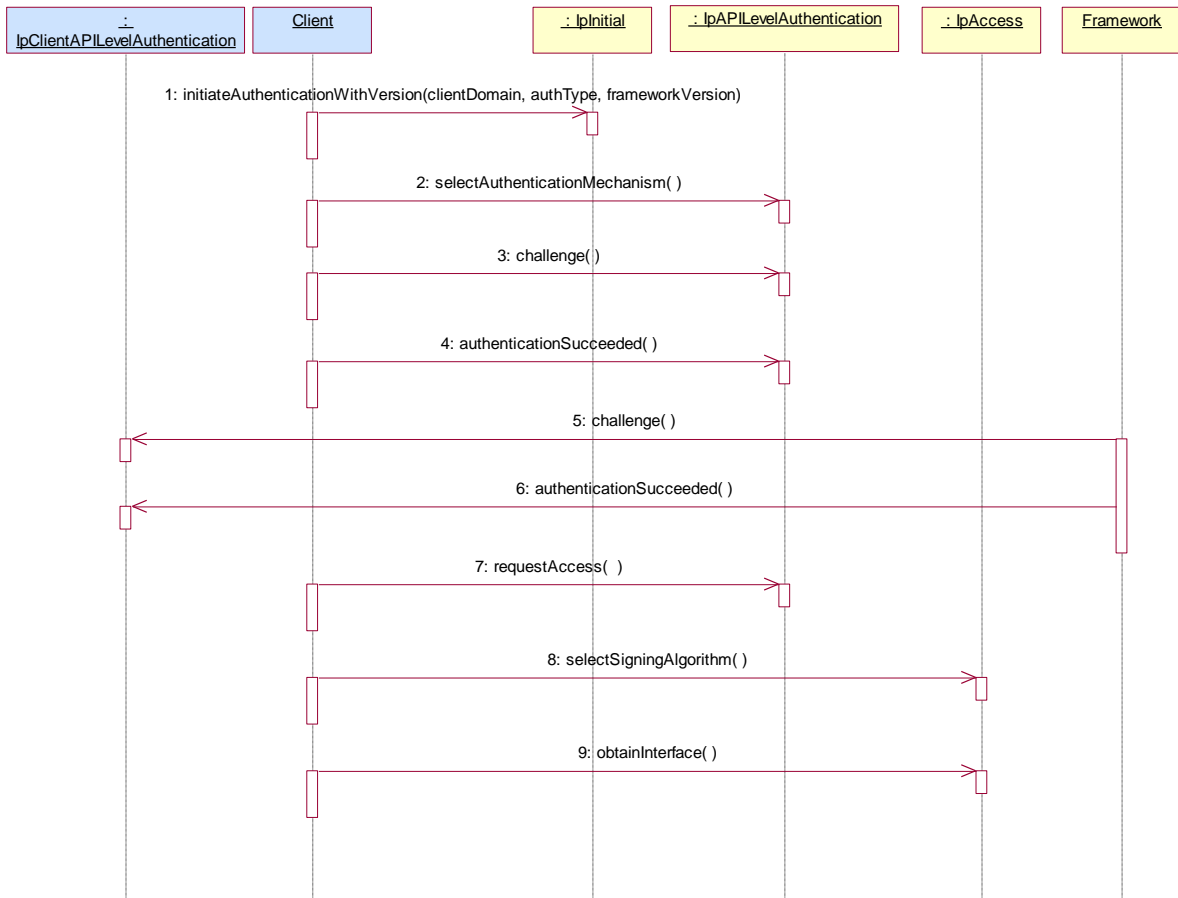 :
IpClientAPILevelAuthentication
Client
: IpInitial
: IpAPILevelAuthentication
: IpAccess
Framework
1: initiateAuthenticationWithVersion(clientDomain, authType, frameworkVersion)
2: selectAuthenticationMechanism( )
3: challenge( )
4: authenticationSucceeded( )
5: challenge( )
6: authenticationSucceeded( )
7: requestAccess(  )
8: selectSigningAlgorithm( )
9: obtainInterface( )